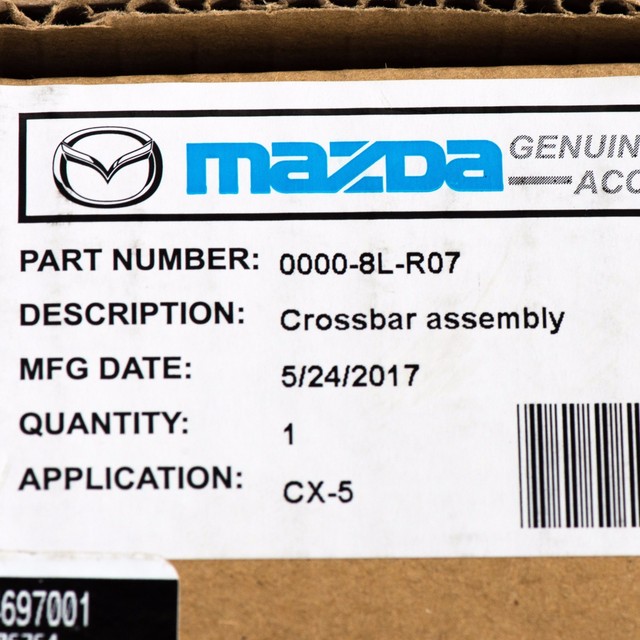 mazda GENUIN
ACC
PART NUMBER: 0000-8L-R07
DESCRIPTION: Crossbar assembly
MFG DATE: 5/24/2017
QUANTITY: 1
APPLICATION: CX-5
697001